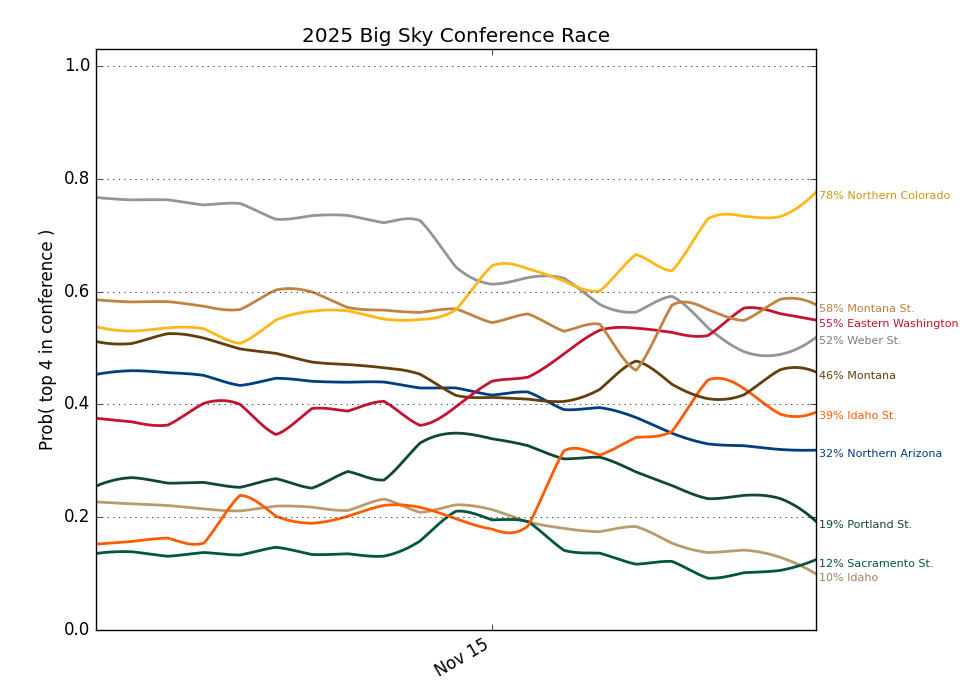 2025 Big Sky Conference Race
Prob( top 4 in conference )
1.0
0.8
0.6
0.4
0.2
0.0
Nov 15
78% Northern Colorado
58% Montana St.
55% Eastern Washington
52% Weber St.
46% Montana
39% Idaho St.
32% Northern Arizona
19% Portland St.
12% Sacramento St.
10% Idaho